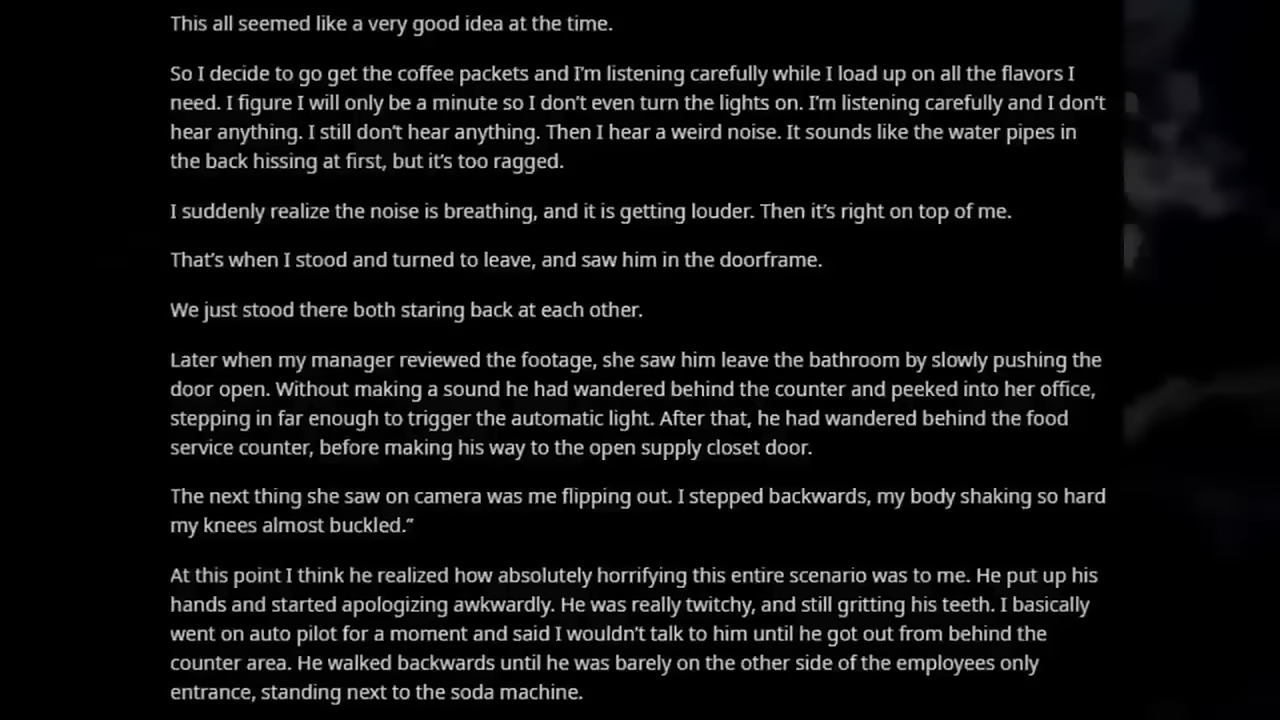 This all seemed like a very good idea at the time.
So I decide to go get the coffee packets and I'm listening carefully while I load up on all the flavors I
need. I figure I will only be a minute so I don't even turn the lights on. I'm listening carefully and I don't
hear anything. I still don't hear anything. Then I hear a weird noise. It sounds like the water pipes in
the back hissing at first, but it's too ragged.
I suddenly realize the noise is breathing, and it is getting louder. Then it's right on top of me.
That's when I stood and turned to leave, and saw him in the doorframe.
We just stood there both staring back at each other.
Later when my manager reviewed the footage, she saw him leave the bathroom by slowly pushing the
door open. Without making a sound he had wandered behind the counter and peeked into her office,
stepping in far enough to trigger the automatic light. After that, he had wandered behind the food
service counter, before making his way to the open supply closet door.
The next thing she saw on camera was me flipping out. I stepped backwards, my body shaking so hard
my knees almost buckled.”
At this point I think he realized how absolutely horrifying this entire scenario was to me. He put up his
hands and started apologizing awkwardly. He was really twitchy, and still gritting his teeth. I basically
went on auto pilot for a moment and said I wouldn't talk to him until he got out from behind the
counter area. He walked backwards until he was barely on the other side of the employees only
entrance, standing next to the soda machine.